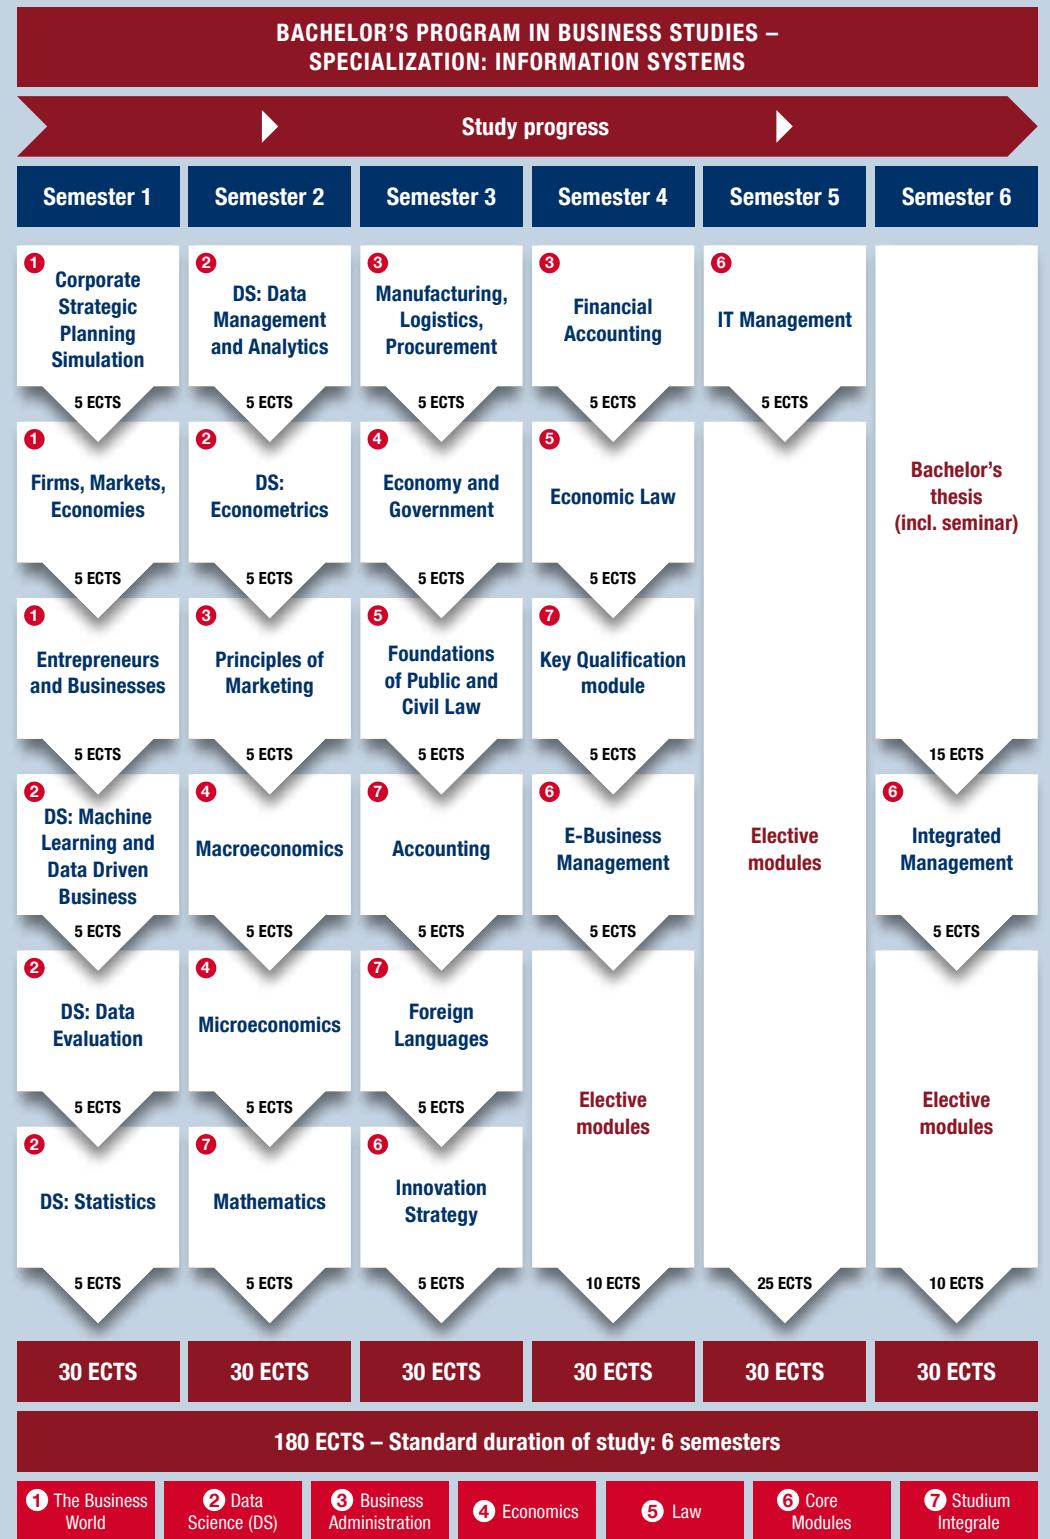 BACHELOR'S PROGRAM IN BUSINESS STUDIES –
SPECIALIZATION: INFORMATION SYSTEMS
Study progress
Semester 1
Semester 2
Semester 3
Semester 4
Semester 5
Semester 6
1
Corporate
Strategic
Planning
Simulation
5 ECTS
1
Firms, Markets,
Economies
5 ECTS
1
Entrepreneurs
and Businesses
5 ECTS
2
DS: Machine
Learning and
Data Driven
Business
5 ECTS
2
DS: Data
Evaluation
5 ECTS
2
DS: Statistics
5 ECTS
30 ECTS
2
DS: Data
Management
and Analytics
5 ECTS
2
DS:
Econometrics
5 ECTS
3
Principles of
Marketing
5 ECTS
4
Macroeconomics
5 ECTS
4
Microeconomics
5 ECTS
7
Mathematics
5 ECTS
30 ECTS
3
Manufacturing,
Logistics,
Procurement
5 ECTS
4
Economy and
Government
5 ECTS
5
Foundations
of Public and
Civil Law
5 ECTS
7
Accounting
5 ECTS
7
Foreign
Languages
5 ECTS
6
Innovation
Strategy
5 ECTS
30 ECTS
3
Financial
Accounting
5 ECTS
5
Economic Law
5 ECTS
7
Key Qualification
module
5 ECTS
6
E-Business
Management
5 ECTS
Elective
modules
10 ECTS
30 ECTS
6
IT Management
5 ECTS
Elective
modules
25 ECTS
30 ECTS
Bachelor's
thesis
(incl. seminar)
15 ECTS
6
Integrated
Management
5 ECTS
Elective
modules
10 ECTS
30 ECTS
180 ECTS – Standard duration of study: 6 semesters
1 The Business
World
2 Data
Science (DS)
3 Business
Administration
4 Economics
5 Law
6 Core
Modules
7 Studium
Integrale